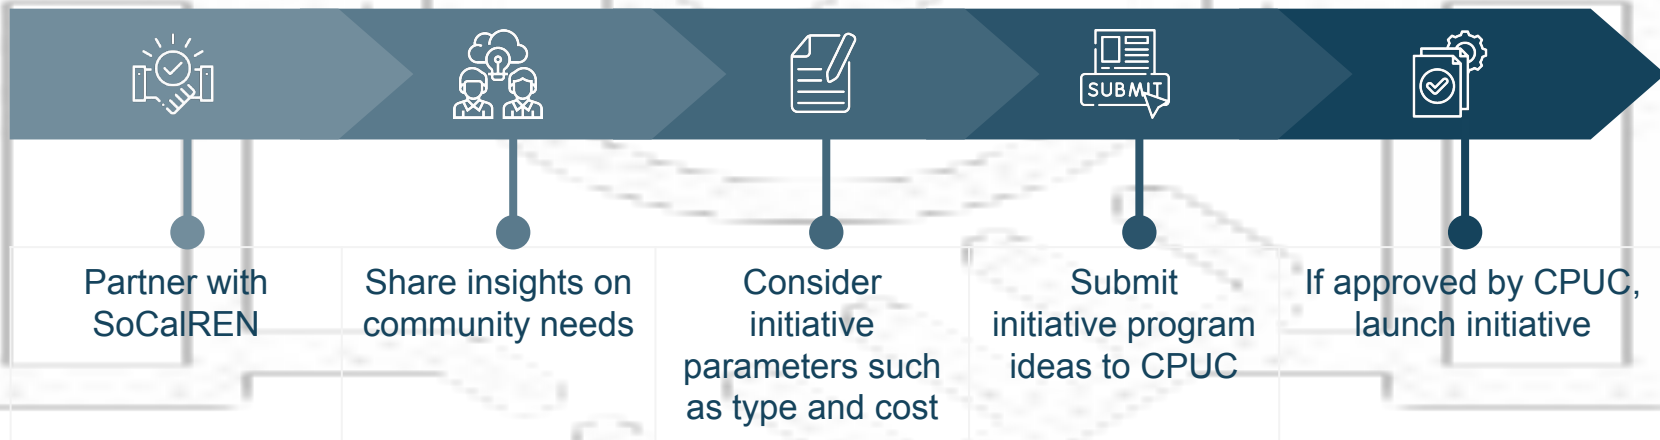 SUBMIT
Partner with
SoCalREN
Share insights on
community needs
Consider
initiative
parameters such
as type and cost
Submit
initiative program
ideas to CPUC
If approved by CPUC,
launch initiative